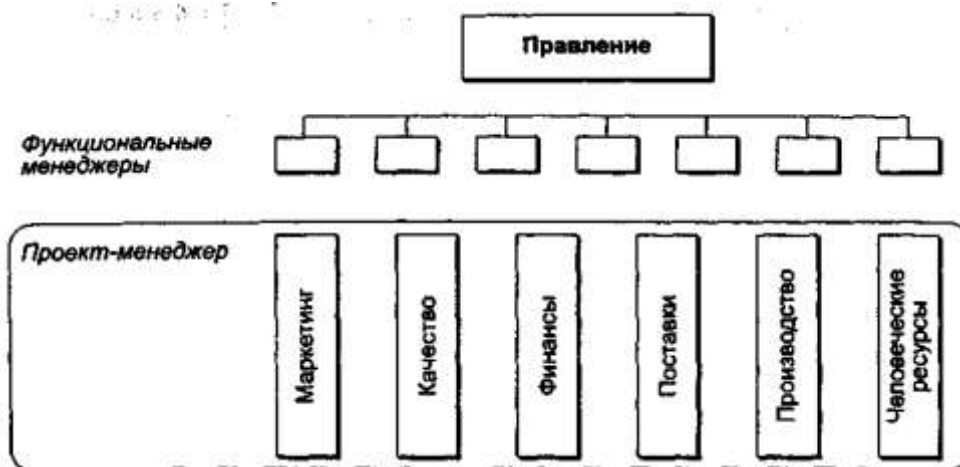 Правление
Функциональные
менеджеры
Проект-менеджер
Маркетинг
Качество
Финансы
Поставки
Производство
Человеческие
ресурсы